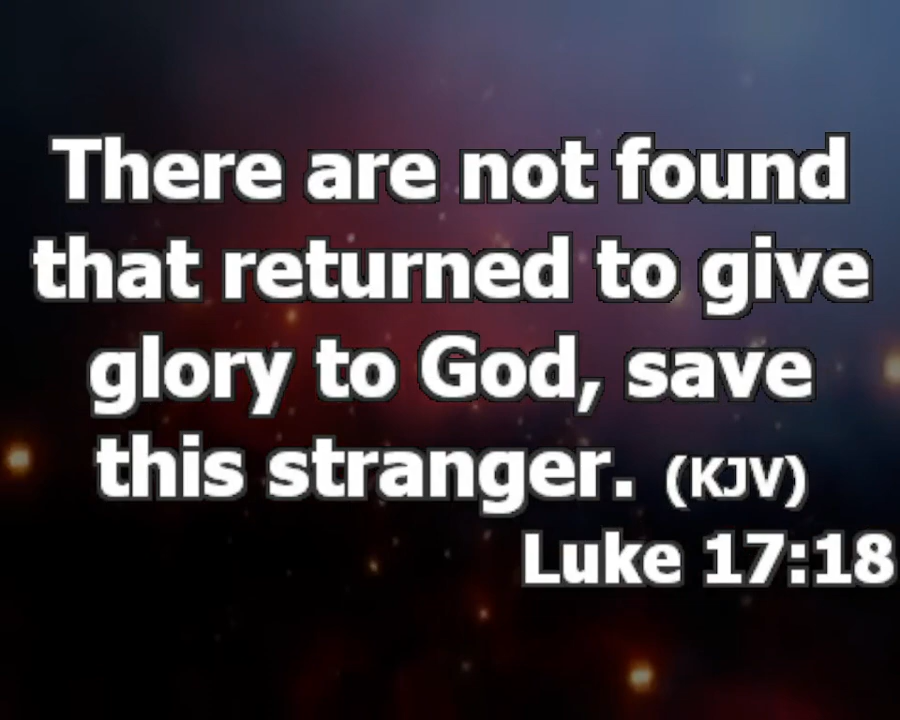 There are not found
that returned to give
glory to God, save
this stranger. (KJV)
Luke 17:18